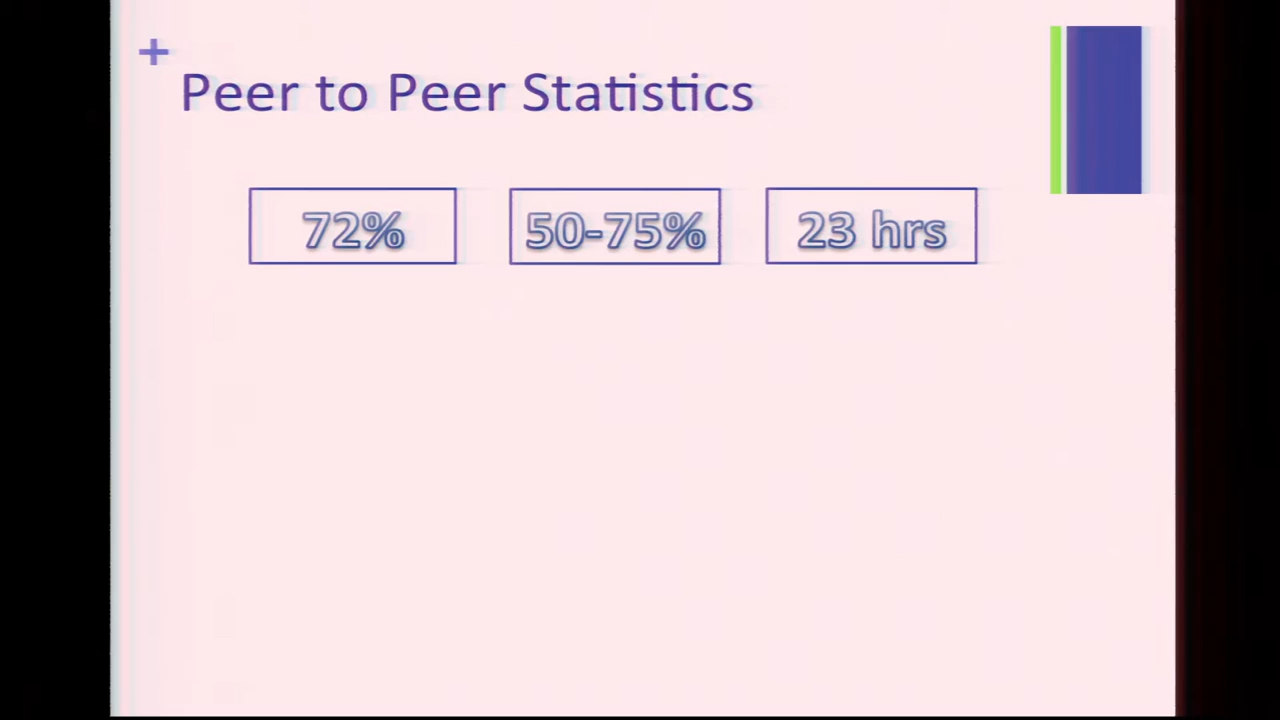 +
Peer to Peer Statistics
72% 50-75% 23 hrs